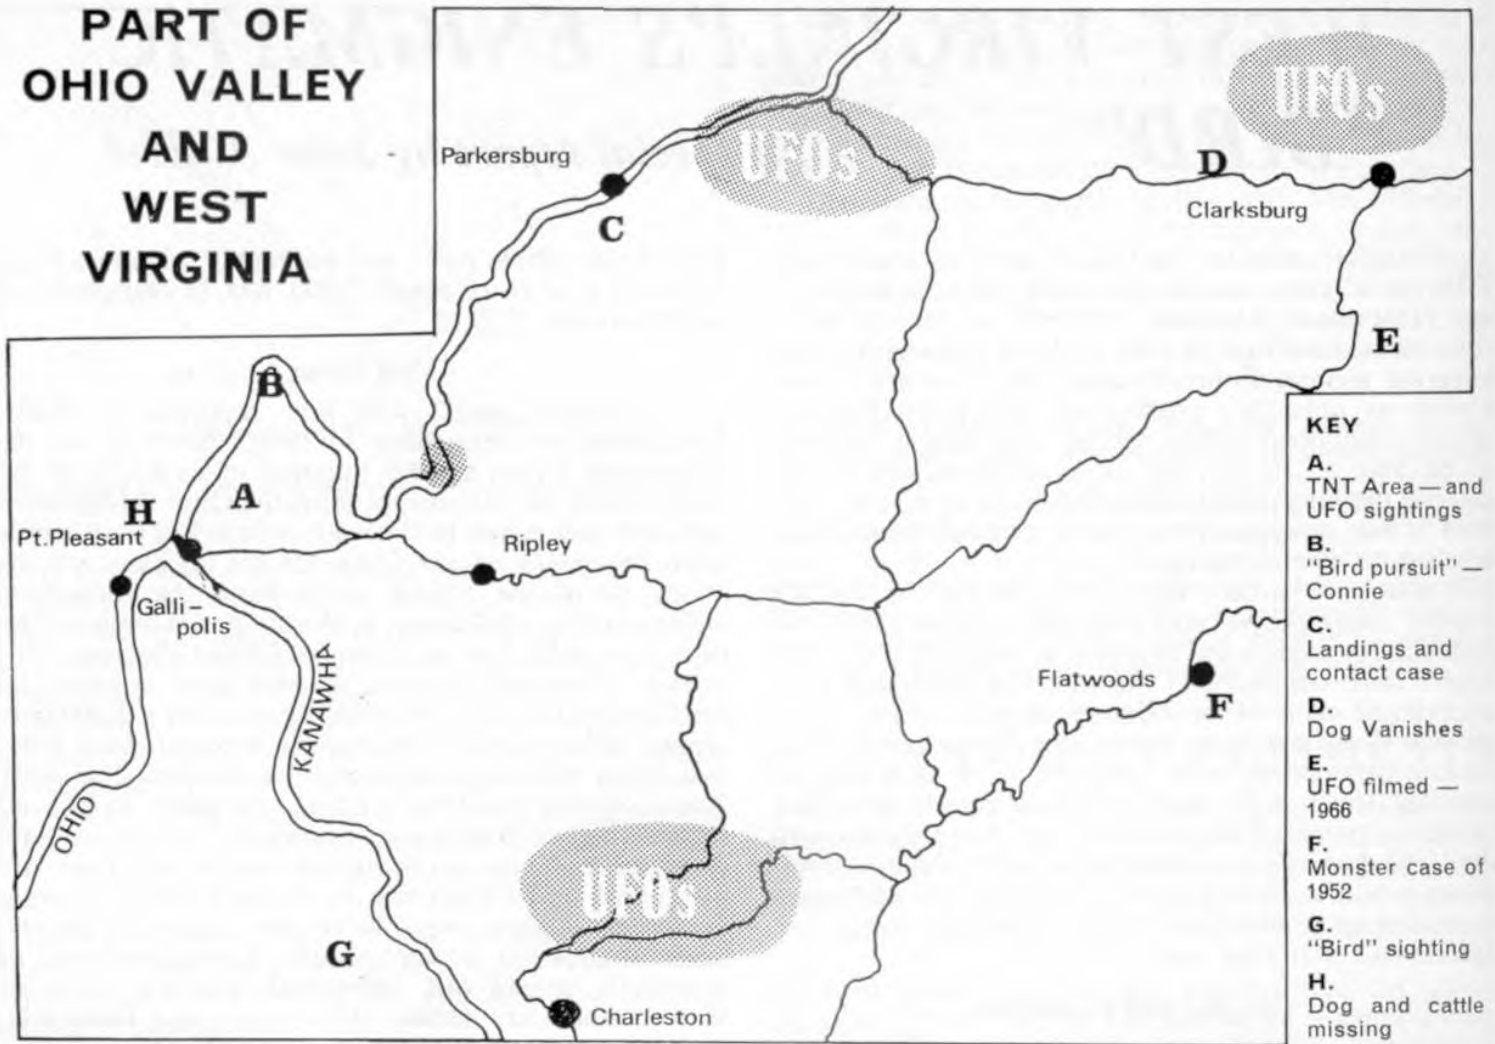 PART OF
OHIO VALLEY
AND
WEST
VIRGINIA
UFOs
UFOs
Parkersburg
C
D
Clarksburg
E
B
A
H
Pt.Pleasant
Galli –
polis
Ripley
KANAWHA
OHIO
Flatwoods
F
UFOs
G
Charleston
KEY
A.
TNT Area — and
UFO sightings
B.
"Bird pursuit" —
Connie
C.
Landings and
contact case
D.
Dog Vanishes
E.
UFO filmed —
1966
F.
Monster case of
1952
G.
"Bird" sighting
H.
Dog and cattle
missing